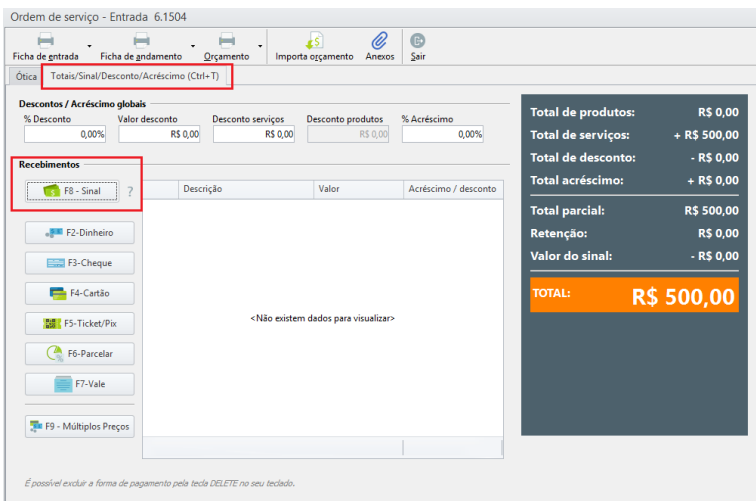 Ordem de serviço - Entrada 6.1504
Ficha de entrada Ficha de andamento Orçamento Importa orçamento Anexos Sair
Ótica Totais/Sinal/Desconto/Acréscimo (Ctrl+T)
Descontos / Acréscimo globais
% Desconto Valor desconto Desconto serviços Desconto produtos % Acréscimo
0,00% R$ 0,00 R$ 0,00 R$ 0,00 0,00%
Recebimentos
F8 - Sinal ?
Descrição Valor Acréscimo / desconto
F2-Dinheiro
F3-Cheque
F4-Cartão
F5-Ticket/Pix
F6-Parcelar
F7-Vale
F9 - Múltiplos Preços
<Não existem dados para visualizar>
É possível excluir a forma de pagamento pela tecla DELETE no seu teclado.
Total de produtos: R$ 0,00
Total de serviços: + R$ 500,00
Total de desconto: - R$ 0,00
Total acréscimo: + R$ 0,00
Total parcial: R$ 500,00
Retenção: R$ 0,00
Valor do sinal: - R$ 0,00
TOTAL: R$ 500,00